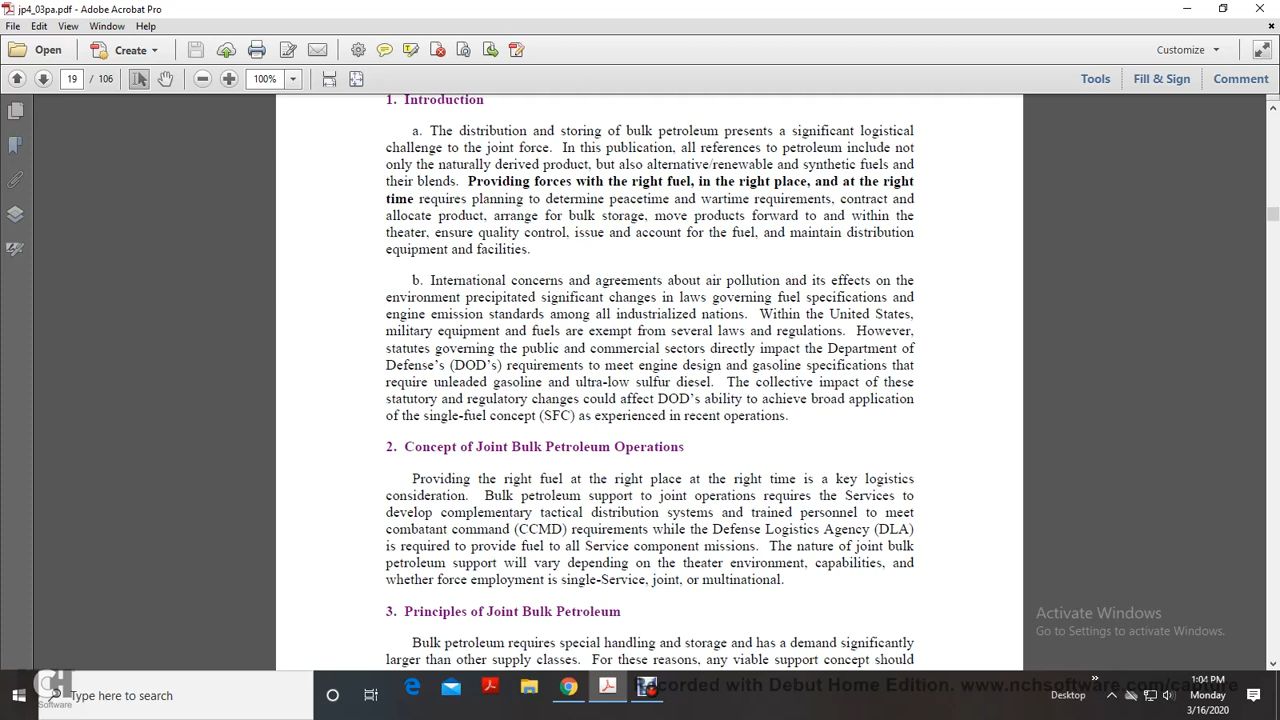 jp4_03pa.pdf - Adobe Acrobat Pro
File Edit View Window Help
Open Create Customize
19 / 106 100% Tools Fill & Sign Comment
1. Introduction
a. The distribution and storing of bulk petroleum presents a significant logistical
challenge to the joint force. In this publication, all references to petroleum include not
only the naturally derived product, but also alternative/renewable and synthetic fuels and
their blends. Providing forces with the right fuel, in the right place, and at the right
time requires planning to determine peacetime and wartime requirements, contract and
allocate product, arrange for bulk storage, move products forward to and within the
theater, ensure quality control, issue and account for the fuel, and maintain distribution
equipment and facilities.
b. International concerns and agreements about air pollution and its effects on the
environment precipitated significant changes in laws governing fuel specifications and
engine emission standards among all industrialized nations. Within the United States,
military equipment and fuels are exempt from several laws and regulations. However,
statutes governing the public and commercial sectors directly impact the Department of
Defense's (DOD's) requirements to meet engine design and gasoline specifications that
require unleaded gasoline and ultra-low sulfur diesel. The collective impact of these
statutory and regulatory changes could affect DOD's ability to achieve broad application
of the single-fuel concept (SFC) as experienced in recent operations.
2. Concept of Joint Bulk Petroleum Operations
Providing the right fuel at the right place at the right time is a key logistics
consideration. Bulk petroleum support to joint operations requires the Services to
develop complementary tactical distribution systems and trained personnel to meet
combatant command (CCMD) requirements while the Defense Logistics Agency (DLA)
is required to provide fuel to all Service component missions. The nature of joint bulk
petroleum support will vary depending on the theater environment, capabilities, and
whether force employment is single-Service, joint, or multinational.
3. Principles of Joint Bulk Petroleum
Bulk petroleum requires special handling and storage and has a demand significantly
larger than other supply classes. For these reasons, any viable support concept should
Activate Windows
Go to Settings to activate Windows.
Recorded with Debut Home Edition. www.nchsoftware.com/capture
NCH Software
Type here to search
Desktop
1:04 PM
Monday
3/16/2020